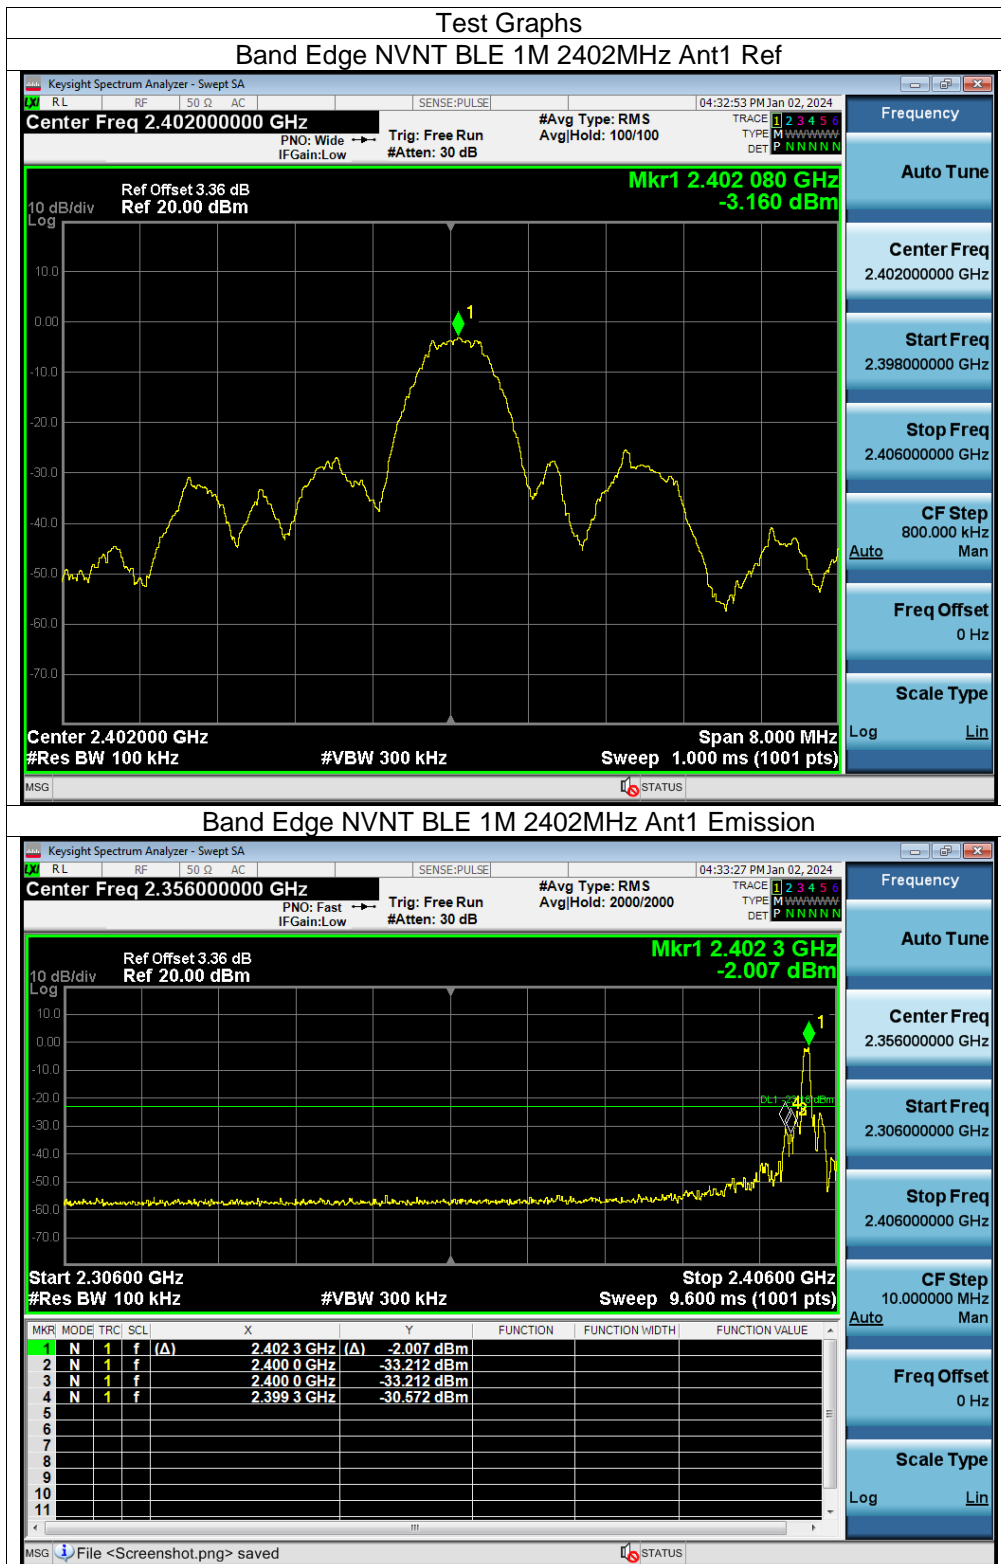 Test Graphs
Band Edge NVNT BLE 1M 2402MHz Ant1 Ref
Keysight Spectrum Analyzer - Swept SA
LXI RL RF 50 Ω AC SENSE:PULSE 04:32:53 PM Jan 02, 2024
Center Freq 2.402000000 GHz #Avg Type: RMS TRACE 1 2 3 4 5 6
PNO: Wide Trig: Free Run Avg|Hold: 100/100 TYPE M WWWWW
IFGain:Low #Atten: 30 dB DET P N N N N N
Frequency
Auto Tune
Center Freq
2.402000000 GHz
Start Freq
2.398000000 GHz
Stop Freq
2.406000000 GHz
CF Step
800.000 kHz
Auto Man
Freq Offset
0 Hz
Scale Type
Log Lin
Mkr1 2.402 080 GHz
-3.160 dBm
Ref Offset 3.36 dB
10 dB/div Ref 20.00 dBm
Log
10.0
0.00
-10.0
-20.0
-30.0
-40.0
-50.0
-60.0
-70.0
1
Center 2.402000 GHz Span 8.000 MHz
#Res BW 100 kHz #VBW 300 kHz Sweep 1.000 ms (1001 pts)
MSG STATUS
Band Edge NVNT BLE 1M 2402MHz Ant1 Emission
Keysight Spectrum Analyzer - Swept SA
LXI RL RF 50 Ω AC SENSE:PULSE 04:33:27 PM Jan 02, 2024
Center Freq 2.356000000 GHz #Avg Type: RMS TRACE 1 2 3 4 5 6
PNO: Fast Trig: Free Run Avg|Hold: 2000/2000 TYPE M WWWWW
IFGain:Low #Atten: 30 dB DET P N N N N N
Frequency
Auto Tune
Center Freq
2.356000000 GHz
Start Freq
2.306000000 GHz
Stop Freq
2.406000000 GHz
CF Step
10.000000 MHz
Auto Man
Freq Offset
0 Hz
Scale Type
Log Lin
Mkr1 2.402 3 GHz
-2.007 dBm
Ref Offset 3.36 dB
10 dB/div Ref 20.00 dBm
Log
10.0
0.00
-10.0
-20.0
-30.0
-40.0
-50.0
-60.0
-70.0
1
DL1 dBm
4
Start 2.30600 GHz Stop 2.40600 GHz
#Res BW 100 kHz #VBW 300 kHz Sweep 9.600 ms (1001 pts)
MKR MODE TRC SCL X Y FUNCTION FUNCTION WIDTH FUNCTION VALUE
1 N 1 f (Δ) 2.402 3 GHz (Δ) -2.007 dBm
2 N 1 f 2.400 0 GHz -33.212 dBm
3 N 1 f 2.400 0 GHz -33.212 dBm
4 N 1 f 2.399 3 GHz -30.572 dBm
5
6
7
8
9
10
11
MSG File <Screenshot.png> saved STATUS